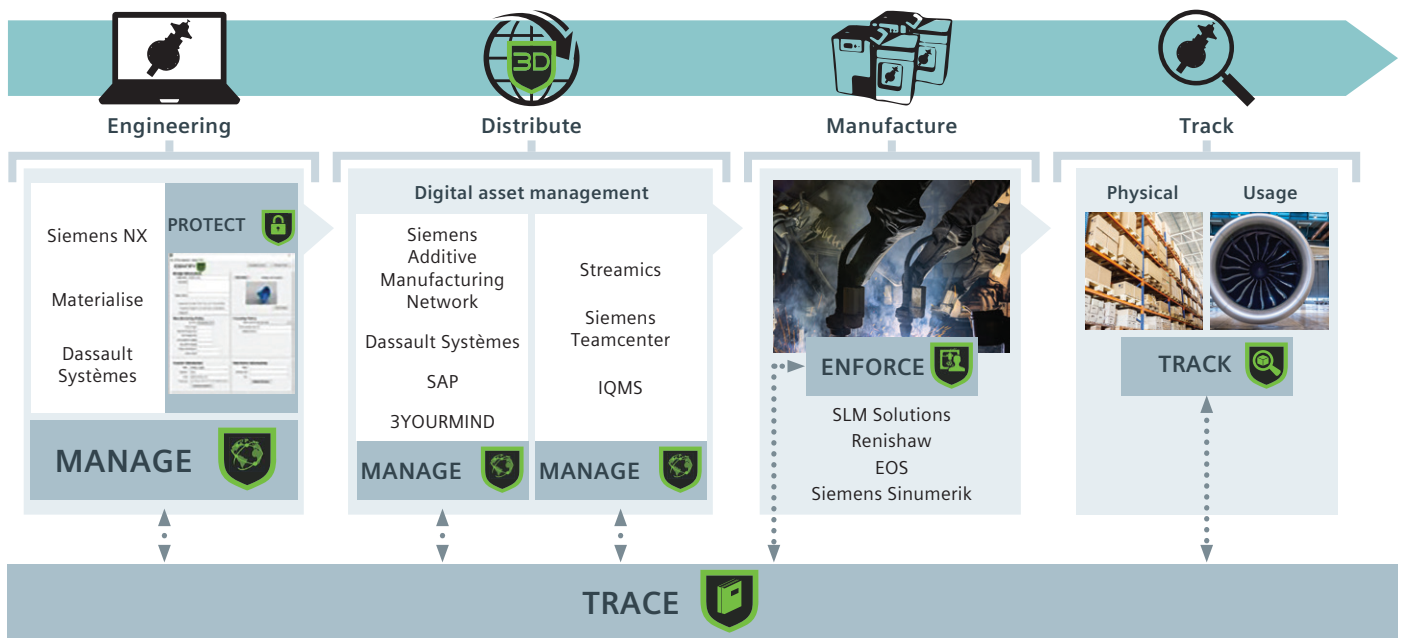 3D
Engineering
Distribute
Manufacture
Track
Siemens NX
Materialise
Dassault
Systèmes
PROTECT
MANAGE
Digital asset management
Siemens
Additive
Manufacturing
Network
Dassault Systèmes
SAP
3YOURMIND
MANAGE
Streamics
Siemens
Teamcenter
IQMS
MANAGE
ENFORCE
SLM Solutions
Renishaw
EOS
Siemens Sinumerik
Physical
Usage
TRACK
TRACE